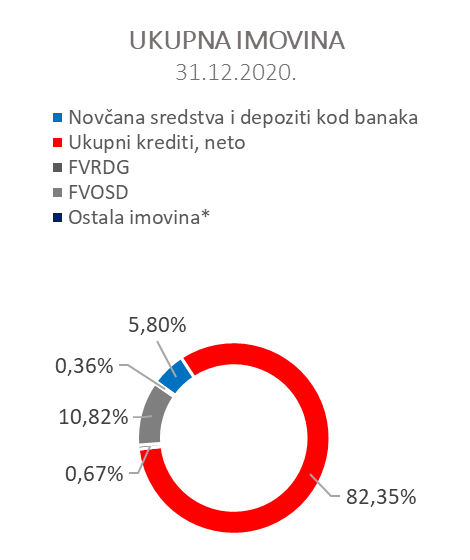 UKUPNA IMOVINA
31.12.2020.
Novčana sredstva i depoziti kod banaka
Ukupni krediti, neto
FVRDG
FVOSD
Ostala imovina*
5,80%
0,36%
10,82%
0,67%
82,35%